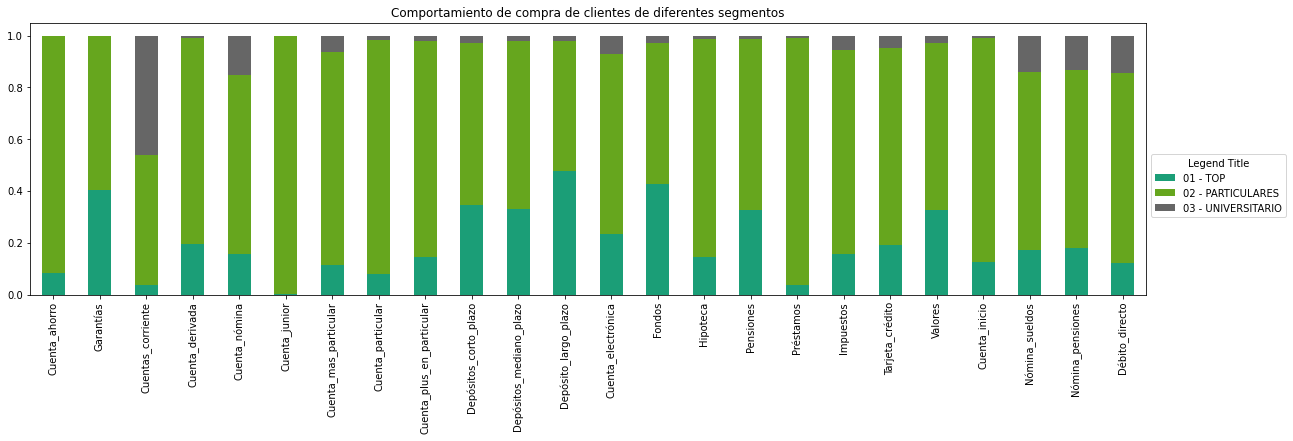 Comportamiento de compra de clientes de diferentes segmentos
1.0
0.8
0.6
0.4
0.2
0.0
Cuenta_ahorro
Garantías
Cuentas_corriente
Cuenta_derivada
Cuenta_nómina
Cuenta_junior
Cuenta_mas_particular
Cuenta_particular
Cuenta_plus_en_particular
Depósitos_corto_plazo
Depósitos_mediano_plazo
Depósito_largo_plazo
Cuenta_electrónica
Fondos
Hipoteca
Pensiones
Préstamos
Impuestos
Tarjeta_crédito
Valores
Cuenta_inicio
Nómina_sueldos
Nómina_pensiones
Débito_directo
Legend Title
01 - TOP
02 - PARTICULARES
03 - UNIVERSITARIO